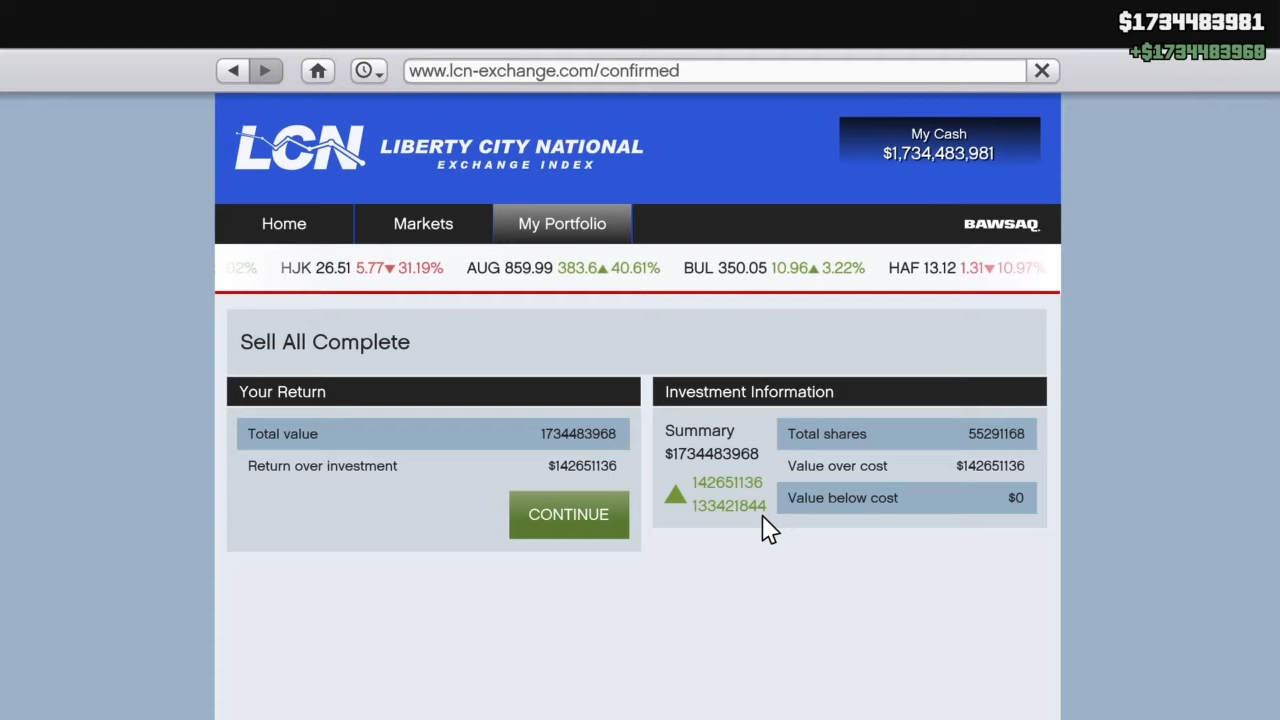 $1734483981
+$1734483968
www.lcn-exchange.com/confirmed
LCN LIBERTY CITY NATIONAL
EXCHANGE INDEX
My Cash
$1,734,483,981
Home Markets My Portfolio BAWSAQ
02% HJK 26.51 5.77▼31.19% AUG 859.99 383.6▲40.61% BUL 350.05 10.96▲3.22% HAF 13.12 1.31▼10.97%
Sell All Complete
Your Return
Total value 1734483968
Return over investment $142651136
CONTINUE
Investment Information
Summary
$1734483968
142651136
133421844
Total shares 55291168
Value over cost $142651136
Value below cost $0